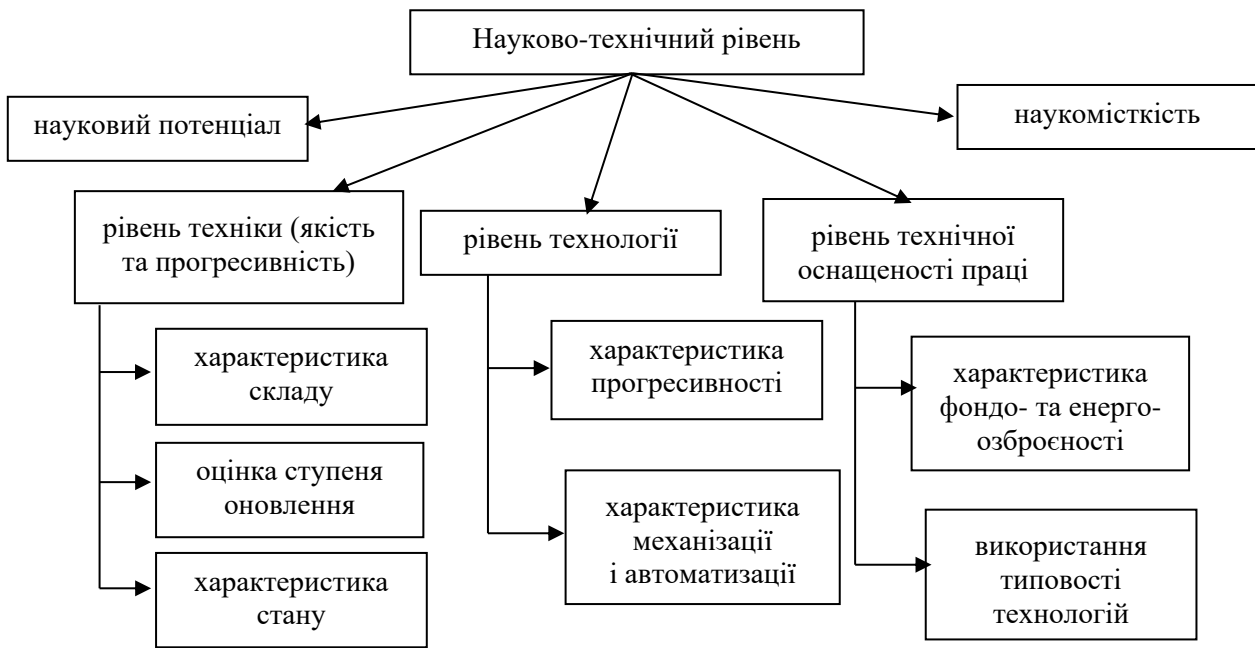 Науково-технічний рівень
науковий потенціал
наукомісткість
рівень техніки (якість
та прогресивність)
рівень технології
рівень технічної
оснащеності праці
характеристика
складу
оцінка ступеня
оновлення
характеристика
стану
характеристика
прогресивності
характеристика
механізації
і автоматизації
характеристика
фондо- та енерго-
озброєності
використання
типовості
технологій